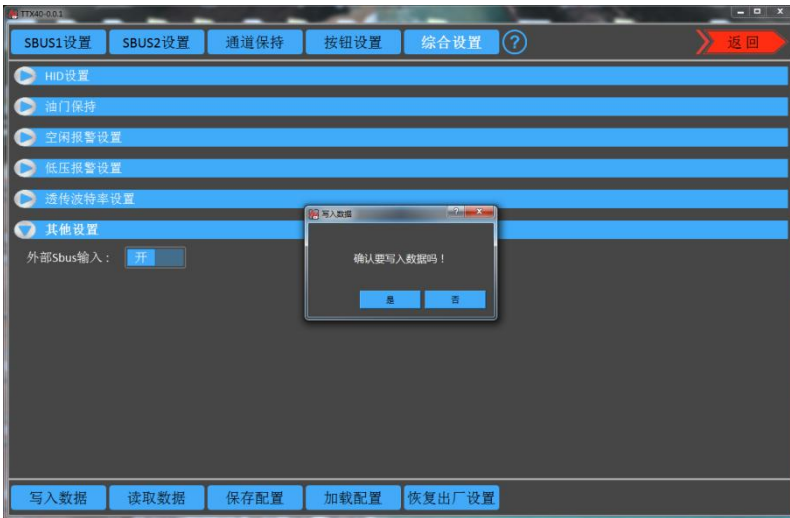 TTX40-0.0.1
SBUS1设置 SBUS2设置 通道保持 按钮设置 综合设置 ? 返回
HID设置
油门保持
空闲报警设置
低压报警设置
透传波特率设置
写入数据
其他设置
外部Sbus输入： 开
确认要写入数据吗！
是 否
写入数据 读取数据 保存配置 加载配置 恢复出厂设置